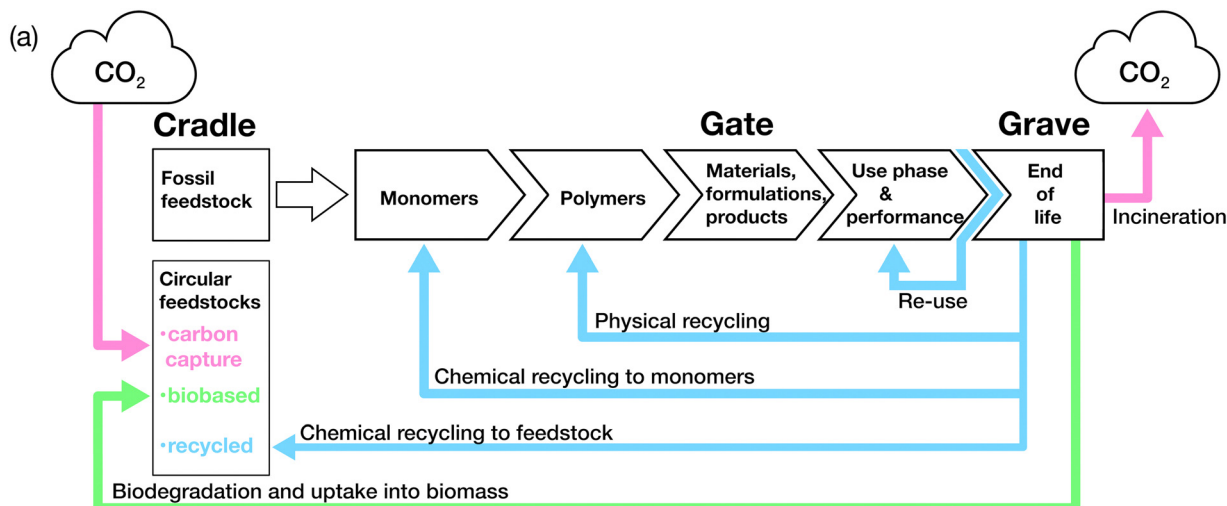 (a)
CO₂
CO₂
Cradle
Gate
Grave
Fossil
feedstock
Monomers
Polymers
Materials,
formulations,
products
Use phase
&
performance
End
of
life
Incineration
Circular
feedstocks
•carbon
capture
•biobased
•recycled
Re-use
Physical recycling
Chemical recycling to monomers
Chemical recycling to feedstock
Biodegradation and uptake into biomass